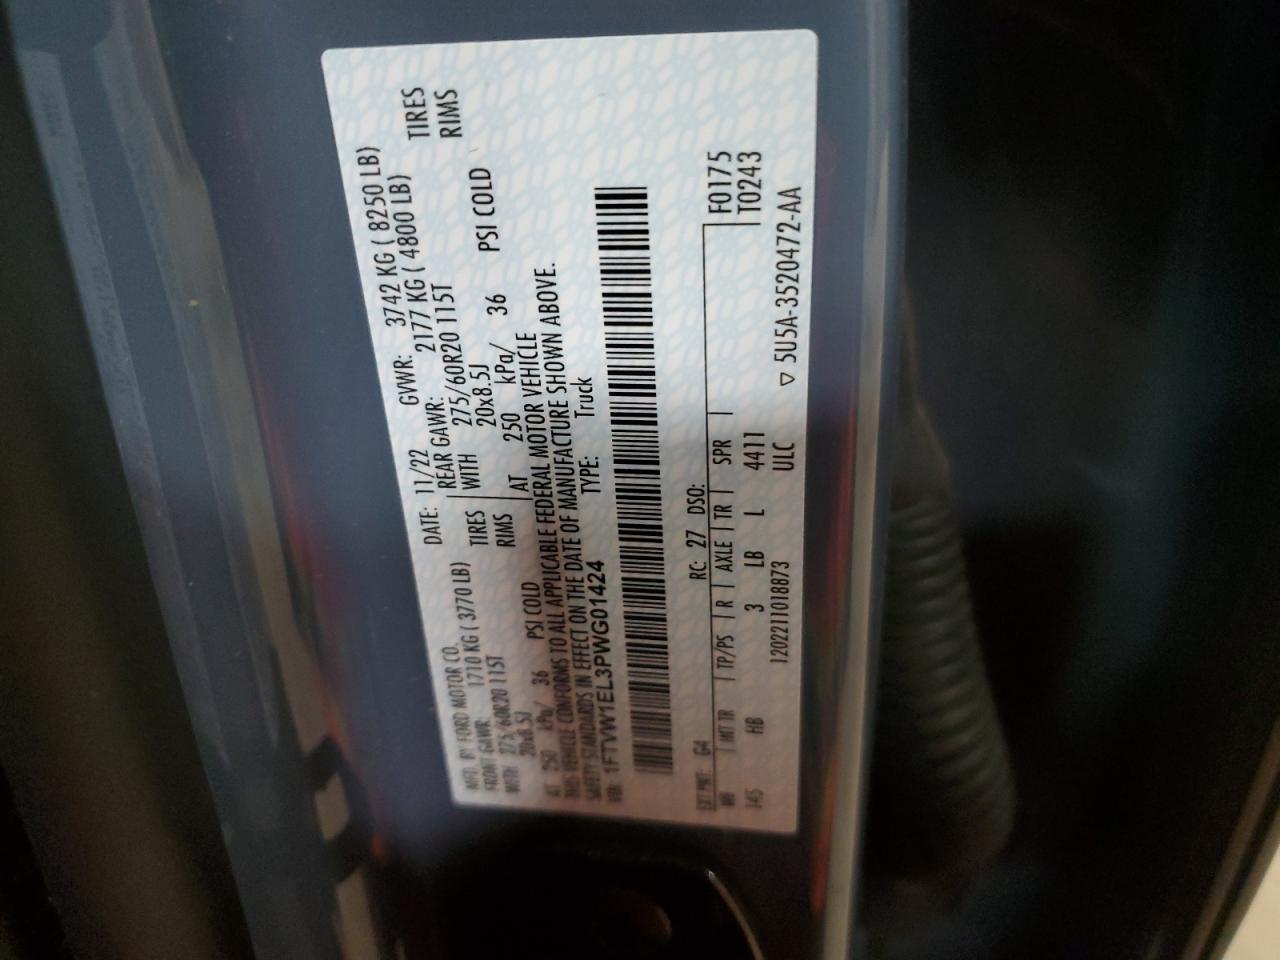 MFD. BY FORD MOTOR CO.
DATE: 11/22 GVWR: 3742 KG ( 8250 LB)
FRONT GAWR: 1710 KG ( 3770 LB) REAR GAWR: 2177 KG ( 4800 LB)
WITH 275/60R20 115T TIRES WITH 275/60R20 115T TIRES
20x8.5J RIMS 20x8.5J RIMS
AT 250 kPa/ 36 PSI COLD AT 250 kPa/ 36 PSI COLD
THIS VEHICLE CONFORMS TO ALL APPLICABLE FEDERAL MOTOR VEHICLE
SAFETY STANDARDS IN EFFECT ON THE DATE OF MANUFACTURE SHOWN ABOVE.
VIN: 1FTVW1EL3PWG01424 TYPE: Truck
EXT PNT: G4 RC: 27 DSO: F0175
WB INT TR TP/PS R AXLE TR SPR T0243
145 HB 3 LB L 4411
120221101 8873 ULC ▽ 5U5A-3520472-AA